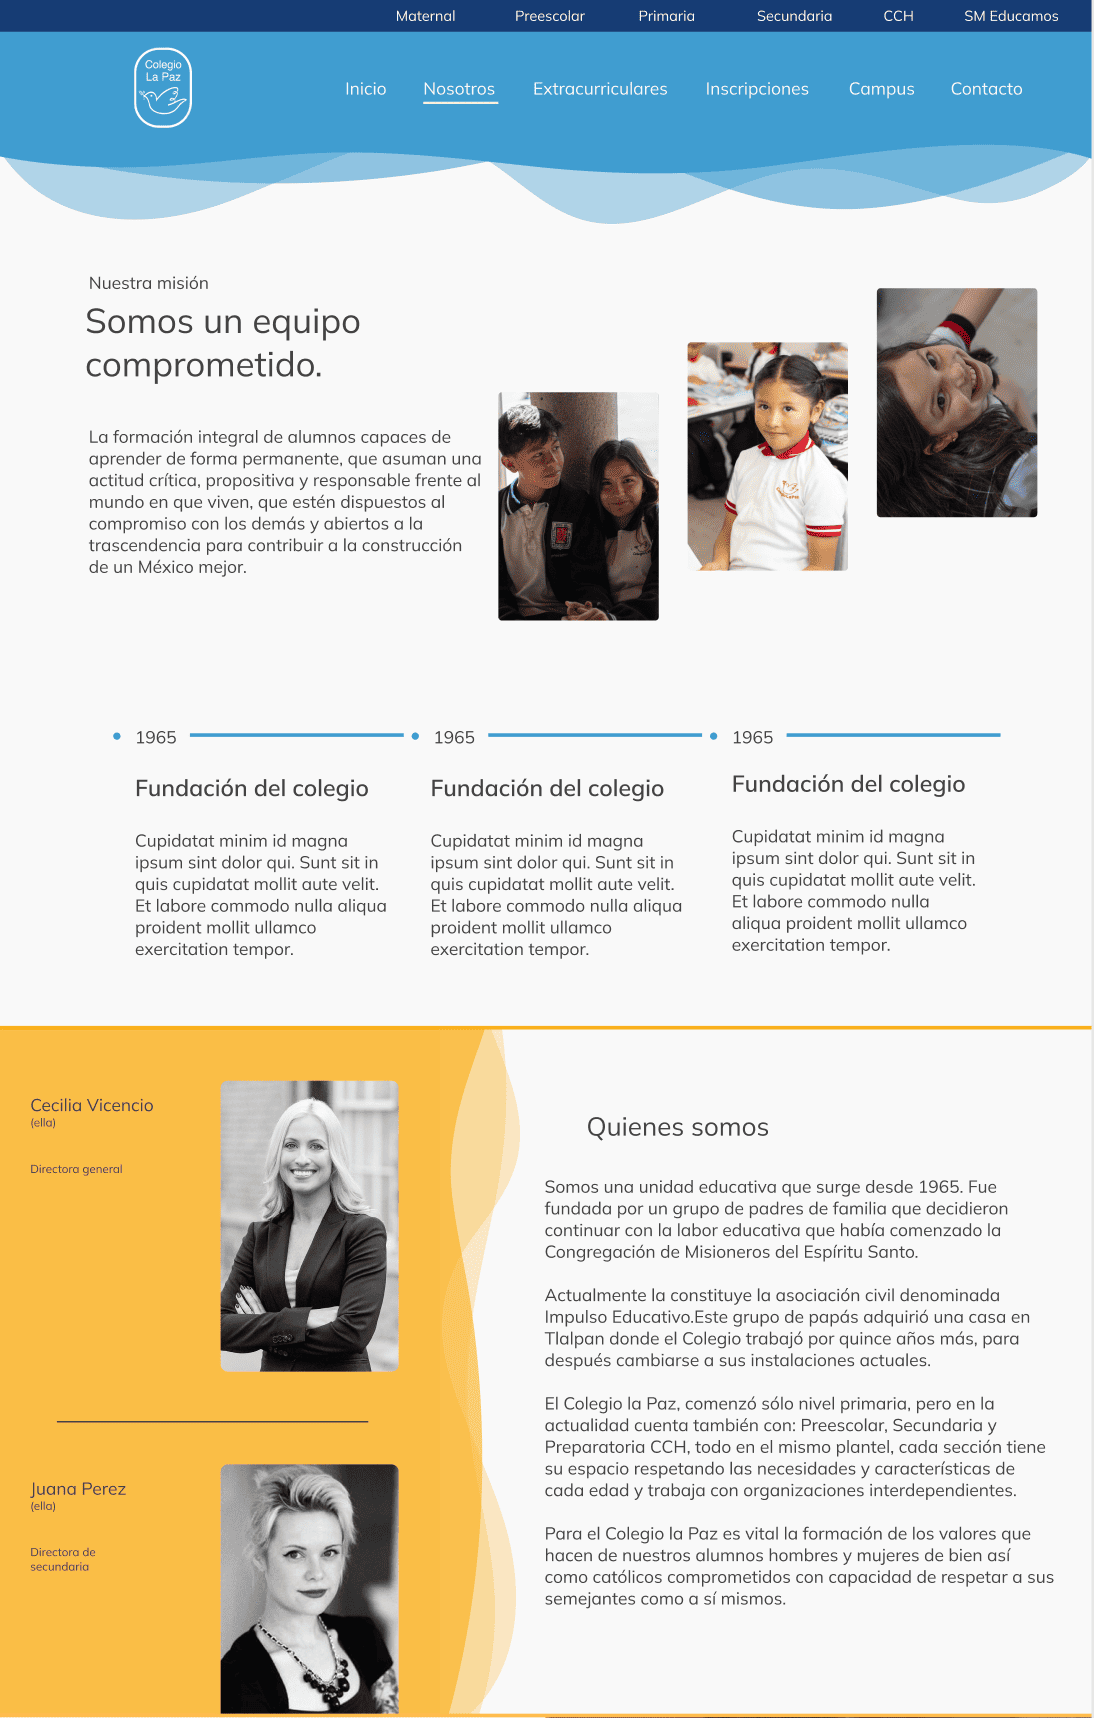 Maternal Preescolar Primaria Secundaria CCH SM Educamos
Colegio
La Paz
Inicio Nosotros Extracurriculares Inscripciones Campus Contacto
Nuestra misión
Somos un equipo
comprometido.
La formación integral de alumnos capaces de
aprender de forma permanente, que asuman una
actitud crítica, propositiva y responsable frente al
mundo en que viven, que estén dispuestos al
compromiso con los demás y abiertos a la
trascendencia para contribuir a la construcción
de un México mejor.
1965
Fundación del colegio
Cupidatat minim id magna
ipsum sint dolor qui. Sunt sit in
quis cupidatat mollit aute velit.
Et labore commodo nulla aliqua
proident mollit ullamco
exercitation tempor.
1965
Fundación del colegio
Cupidatat minim id magna
ipsum sint dolor qui. Sunt sit in
quis cupidatat mollit aute velit.
Et labore commodo nulla aliqua
proident mollit ullamco
exercitation tempor.
1965
Fundación del colegio
Cupidatat minim id magna
ipsum sint dolor qui. Sunt sit in
quis cupidatat mollit aute velit.
Et labore commodo nulla
aliqua proident mollit ullamco
exercitation tempor.
Cecilia Vicencio
(ella)
Directora general
Juana Perez
(ella)
Directora de
secundaria
Quienes somos
Somos una unidad educativa que surge desde 1965. Fue
fundada por un grupo de padres de familia que decidieron
continuar con la labor educativa que había comenzado la
Congregación de Misioneros del Espíritu Santo.
Actualmente la constituye la asociación civil denominada
Impulso Educativo.Este grupo de papás adquirió una casa en
Tlalpan donde el Colegio trabajó por quince años más, para
después cambiarse a sus instalaciones actuales.
El Colegio la Paz, comenzó sólo nivel primaria, pero en la
actualidad cuenta también con: Preescolar, Secundaria y
Preparatoria CCH, todo en el mismo plantel, cada sección tiene
su espacio respetando las necesidades y características de
cada edad y trabaja con organizaciones interdependientes.
Para el Colegio la Paz es vital la formación de los valores que
hacen de nuestros alumnos hombres y mujeres de bien así
como católicos comprometidos con capacidad de respetar a sus
semejantes como a sí mismos.